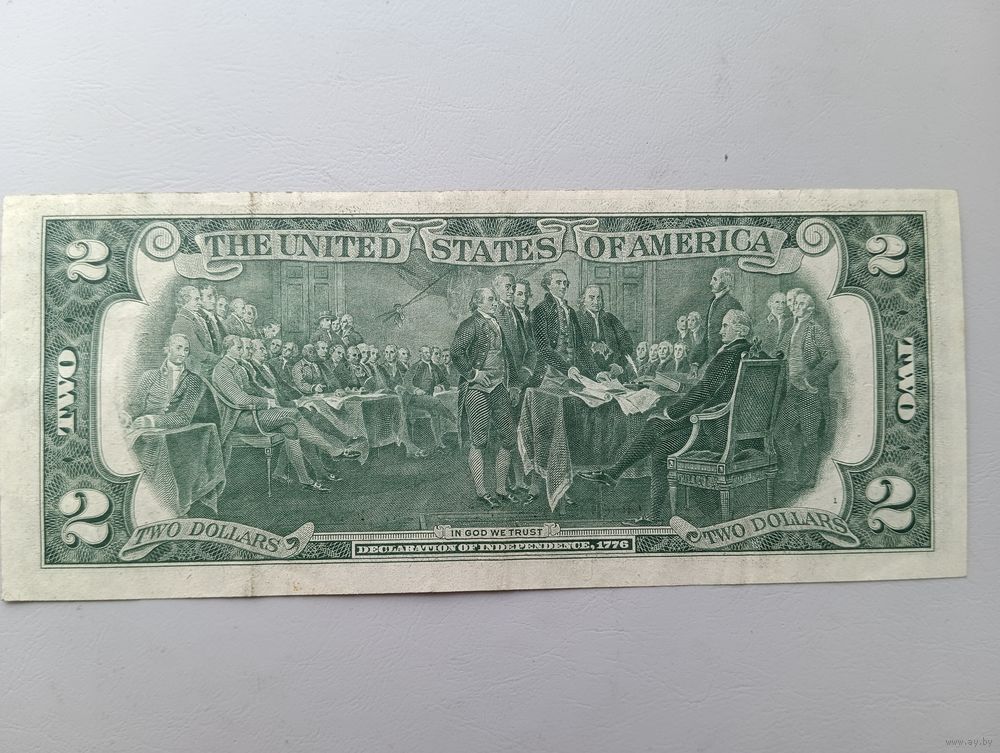 THE UNITED STATES OF AMERICA
2
2
TWO
TWO
2
2
TWO DOLLARS
IN GOD WE TRUST
TWO DOLLARS
DECLARATION OF INDEPENDENCE, 1776
1
www.ay.by